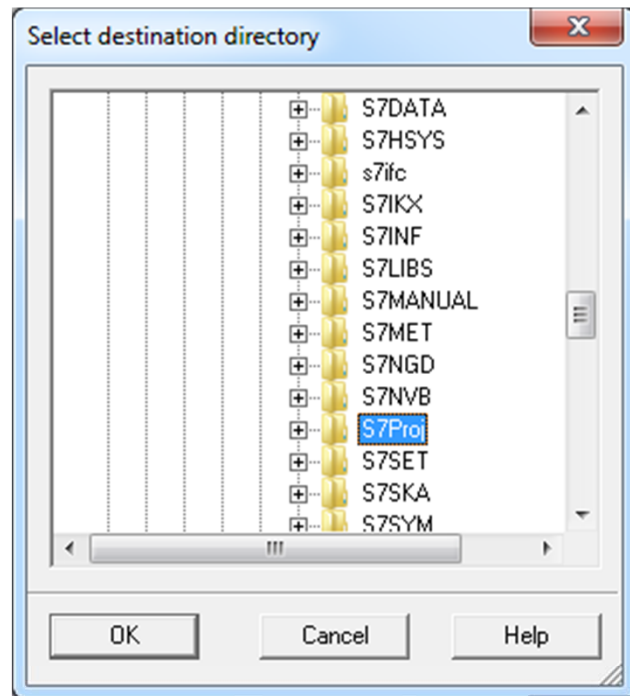 Select destination directory
S7DATA
S7HSYS
s7ifc
S7IKX
S7INF
S7LIBS
S7MANUAL
S7MET
S7NGD
S7NVB
S7Proj
S7SET
S7SKA
S7SYM
OK Cancel Help